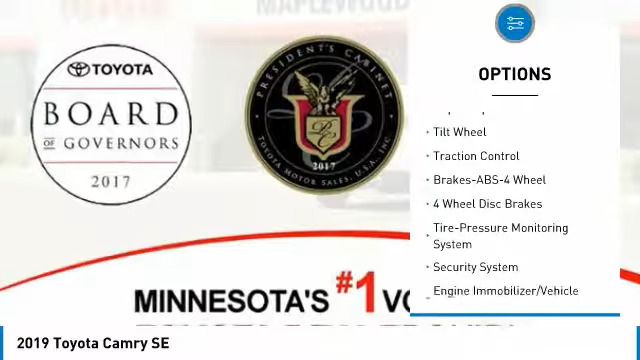 MAPLEWOOD
TOYOTA
BOARD
OF GOVERNORS
2017
PRESIDENT'S CABINET
2017
TOYOTA MOTOR SALES, U.S.A., INC.
MINNESOTA'S #1
OPTIONS
Tilt Wheel
Traction Control
Brakes-ABS-4 Wheel
4 Wheel Disc Brakes
Tire-Pressure Monitoring
System
Security System
Engine Immobilizer/Vehicle
2019 Toyota Camry SE